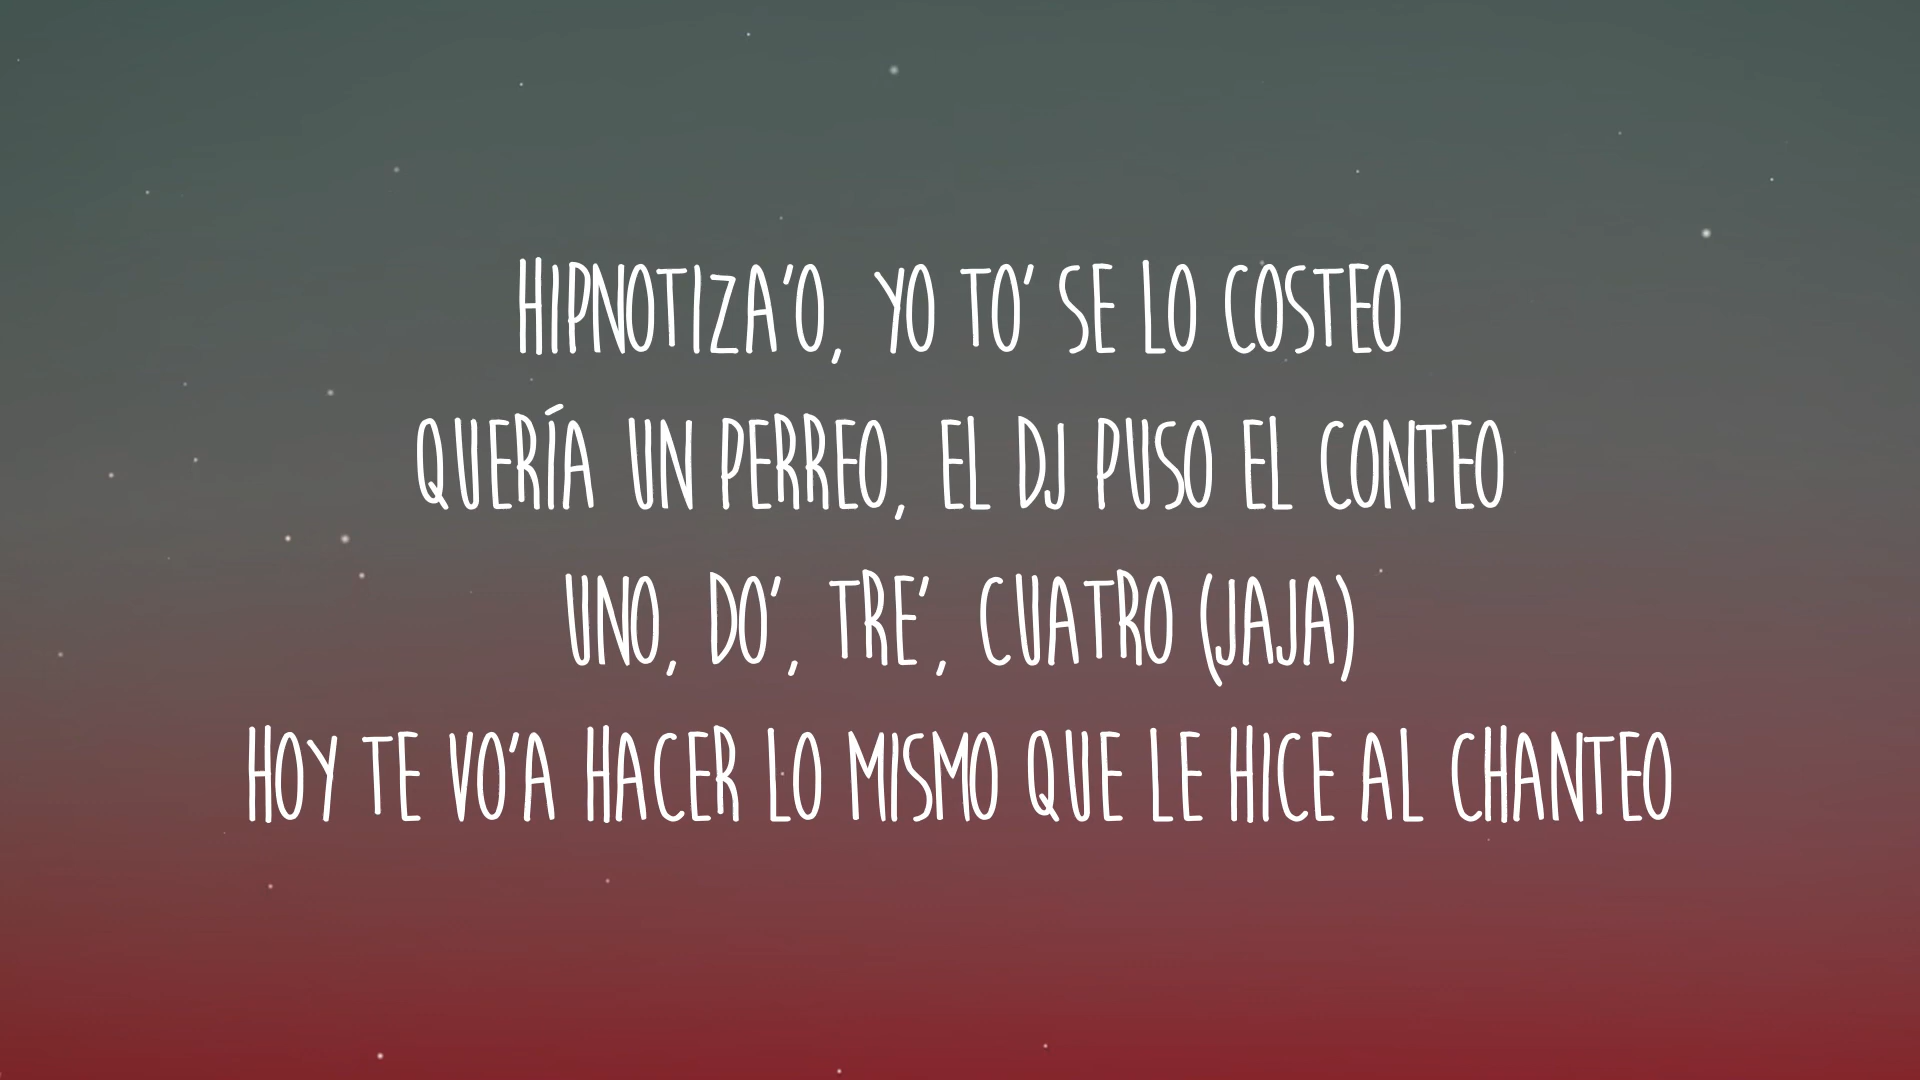 HIPNOTIZA'O, YO TO' SE LO COSTEO
QUERÍA UN PERREO, EL DJ PUSO EL CONTEO
UNO, DO', TRE', CUATRO (JAJA)
HOY TE VO'A HACER LO MISMO QUE LE HICE AL CHANTEO